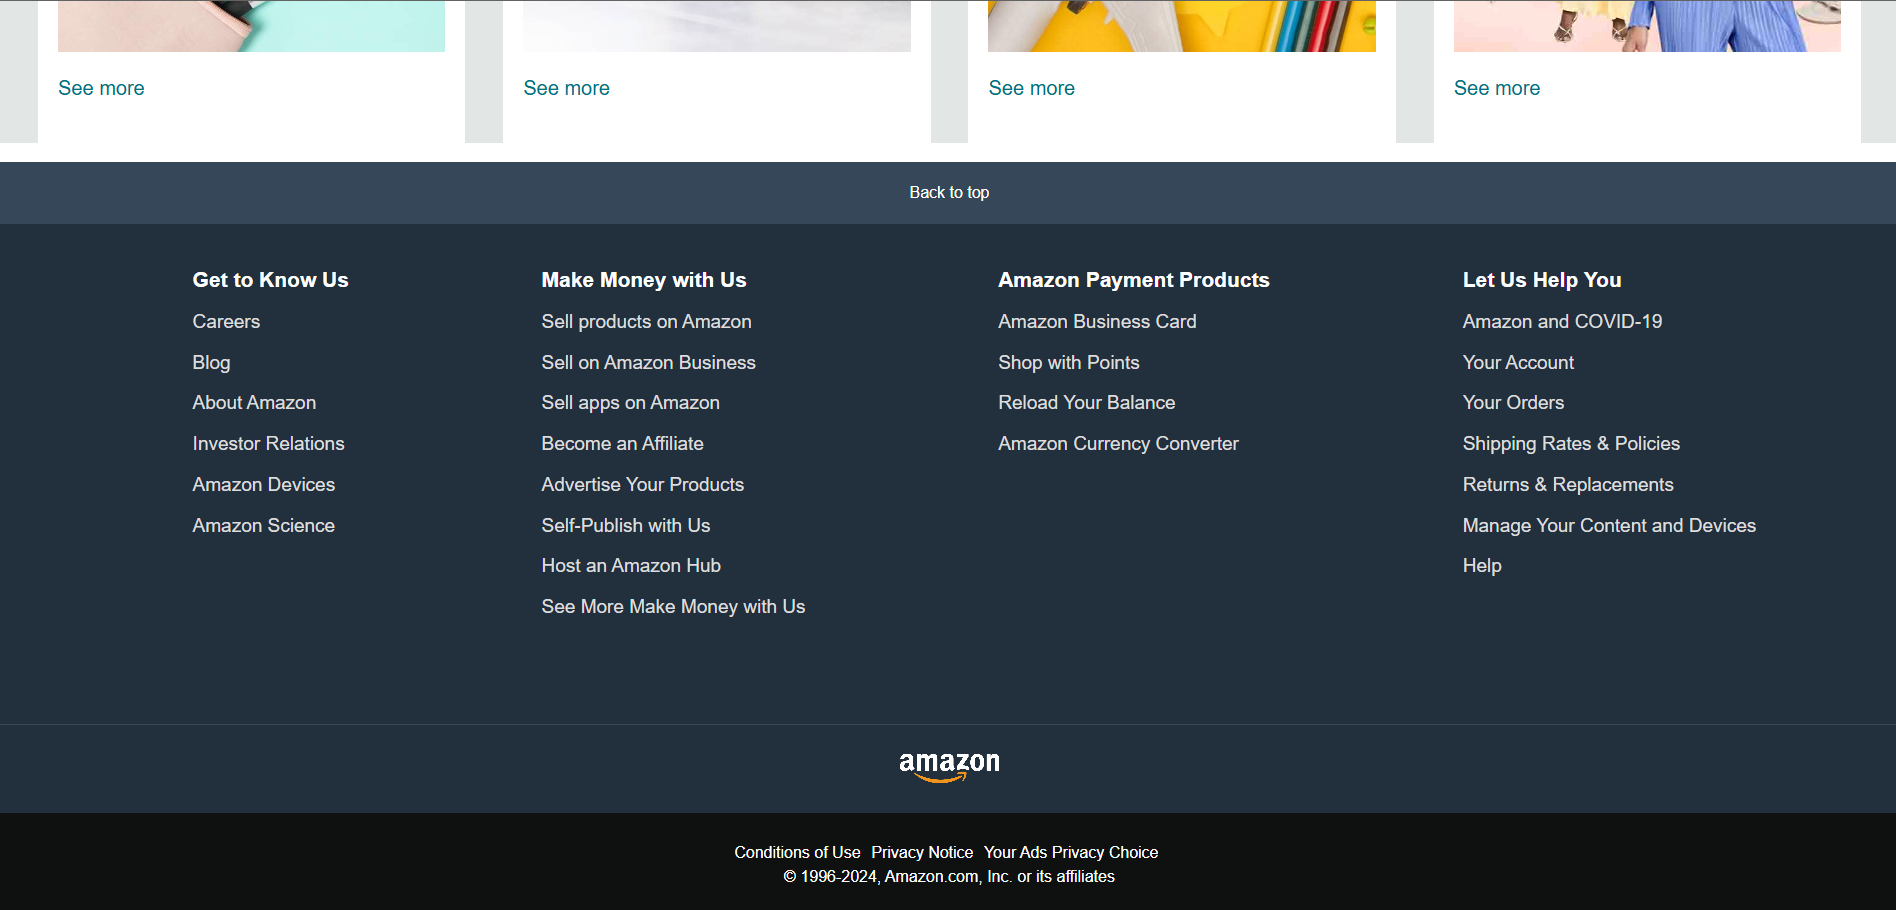 See more
See more
See more
See more
Back to top
Get to Know Us
Careers
Blog
About Amazon
Investor Relations
Amazon Devices
Amazon Science
Make Money with Us
Sell products on Amazon
Sell on Amazon Business
Sell apps on Amazon
Become an Affiliate
Advertise Your Products
Self-Publish with Us
Host an Amazon Hub
See More Make Money with Us
Amazon Payment Products
Amazon Business Card
Shop with Points
Reload Your Balance
Amazon Currency Converter
Let Us Help You
Amazon and COVID-19
Your Account
Your Orders
Shipping Rates & Policies
Returns & Replacements
Manage Your Content and Devices
Help
amazon
Conditions of Use Privacy Notice Your Ads Privacy Choice
© 1996-2024, Amazon.com, Inc. or its affiliates